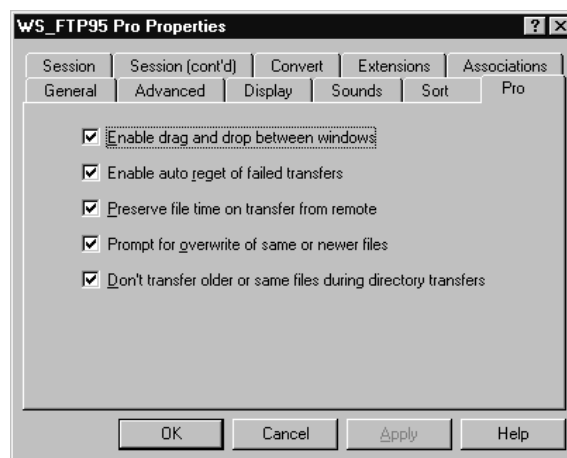 WS_FTP95 Pro Properties
Session Session (cont'd) Convert Extensions Associations
General Advanced Display Sounds Sort Pro
Enable drag and drop between windows
Enable auto reget of failed transfers
Preserve file time on transfer from remote
Prompt for overwrite of same or newer files
Don't transfer older or same files during directory transfers
OK Cancel Apply Help